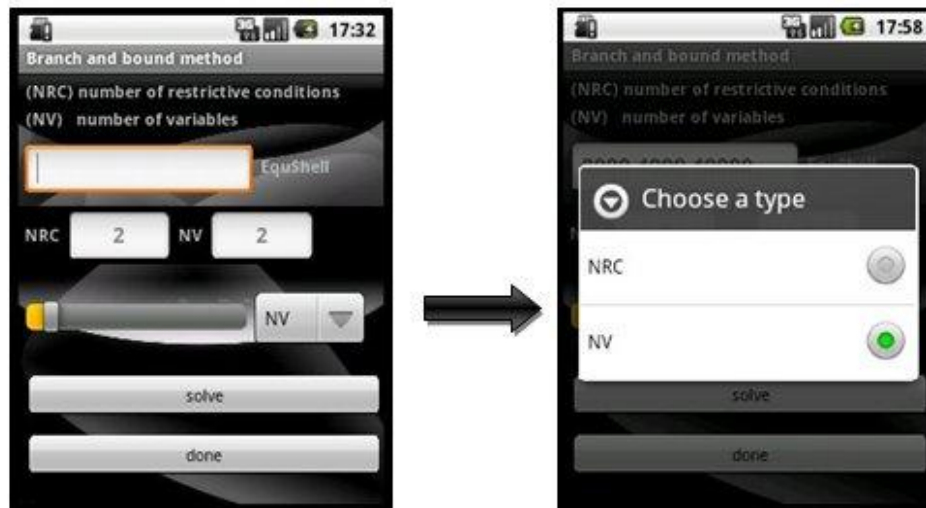 17:32
Branch and bound method
(NRC) number of restrictive conditions
(NV) number of variables
EquShell
NRC 2 NV 2
NV
solve
done
17:58
Branch and bound method
(NRC) number of restrictive conditions
(NV) number of variables
Choose a type
NRC
NV
solve
done